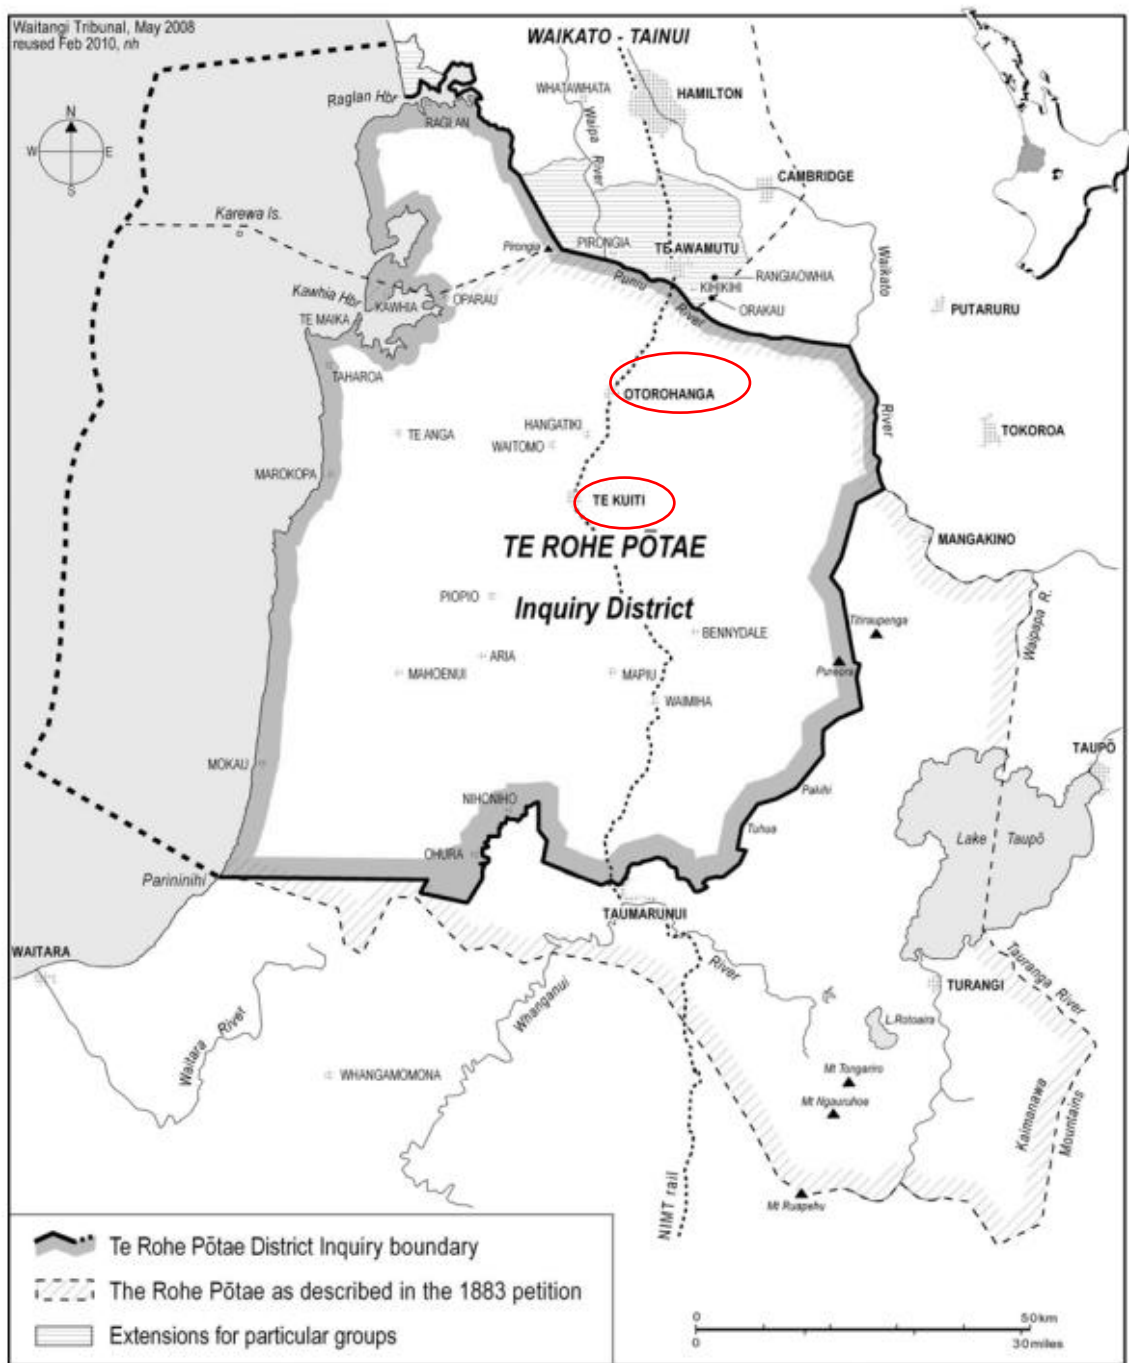 Waitangi Tribunal, May 2008
reused Feb 2010, nh
WAIKATO - TAINUI
WHATAWHATA
HAMILTON
Raglan Hbr
RAGLAN
Waipa River
N
W E
S
CAMBRIDGE
Karewa Is.
Pirongia
PIRONGIA
TE AWAMUTU
Waikato
RANGIAOWHIA
Puniu
KIHIKIHI
Kawhia Hbr
KAWHIA
OPARAU
ORAKAU
PUTARURU
TE MAIKA
River
TAHAROA
OTOROHANGA
River
HANGATIKI
TE ANGA
WAITOMO
TOKOROA
MAROKOPA
TE KUITI
MANGAKINO
TE ROHE PŌTAE
Inquiry District
PIOPIO
Waipapa R.
Titiraupenga
BENNYDALE
ARIA
MAHOENUI
MAPIU
Pureora
WAIMIHA
TAUPŌ
MOKAU
NIHONIHO
Pakihi
Tuhua
Lake Taupō
OHURA
Parininihi
TAUMARUNUI
WAITARA
River
TURANGI
Tauranga River
Whanganui
L.Rotoaira
Waitara River
WHANGAMOMONA
Mt Tongariro
Mt Ngauruhoe
Kaimanawa
Mountains
NIMT rail
Mt Ruapehu
Te Rohe Pōtae District Inquiry boundary
The Rohe Pōtae as described in the 1883 petition
Extensions for particular groups
0 50km
0 30miles